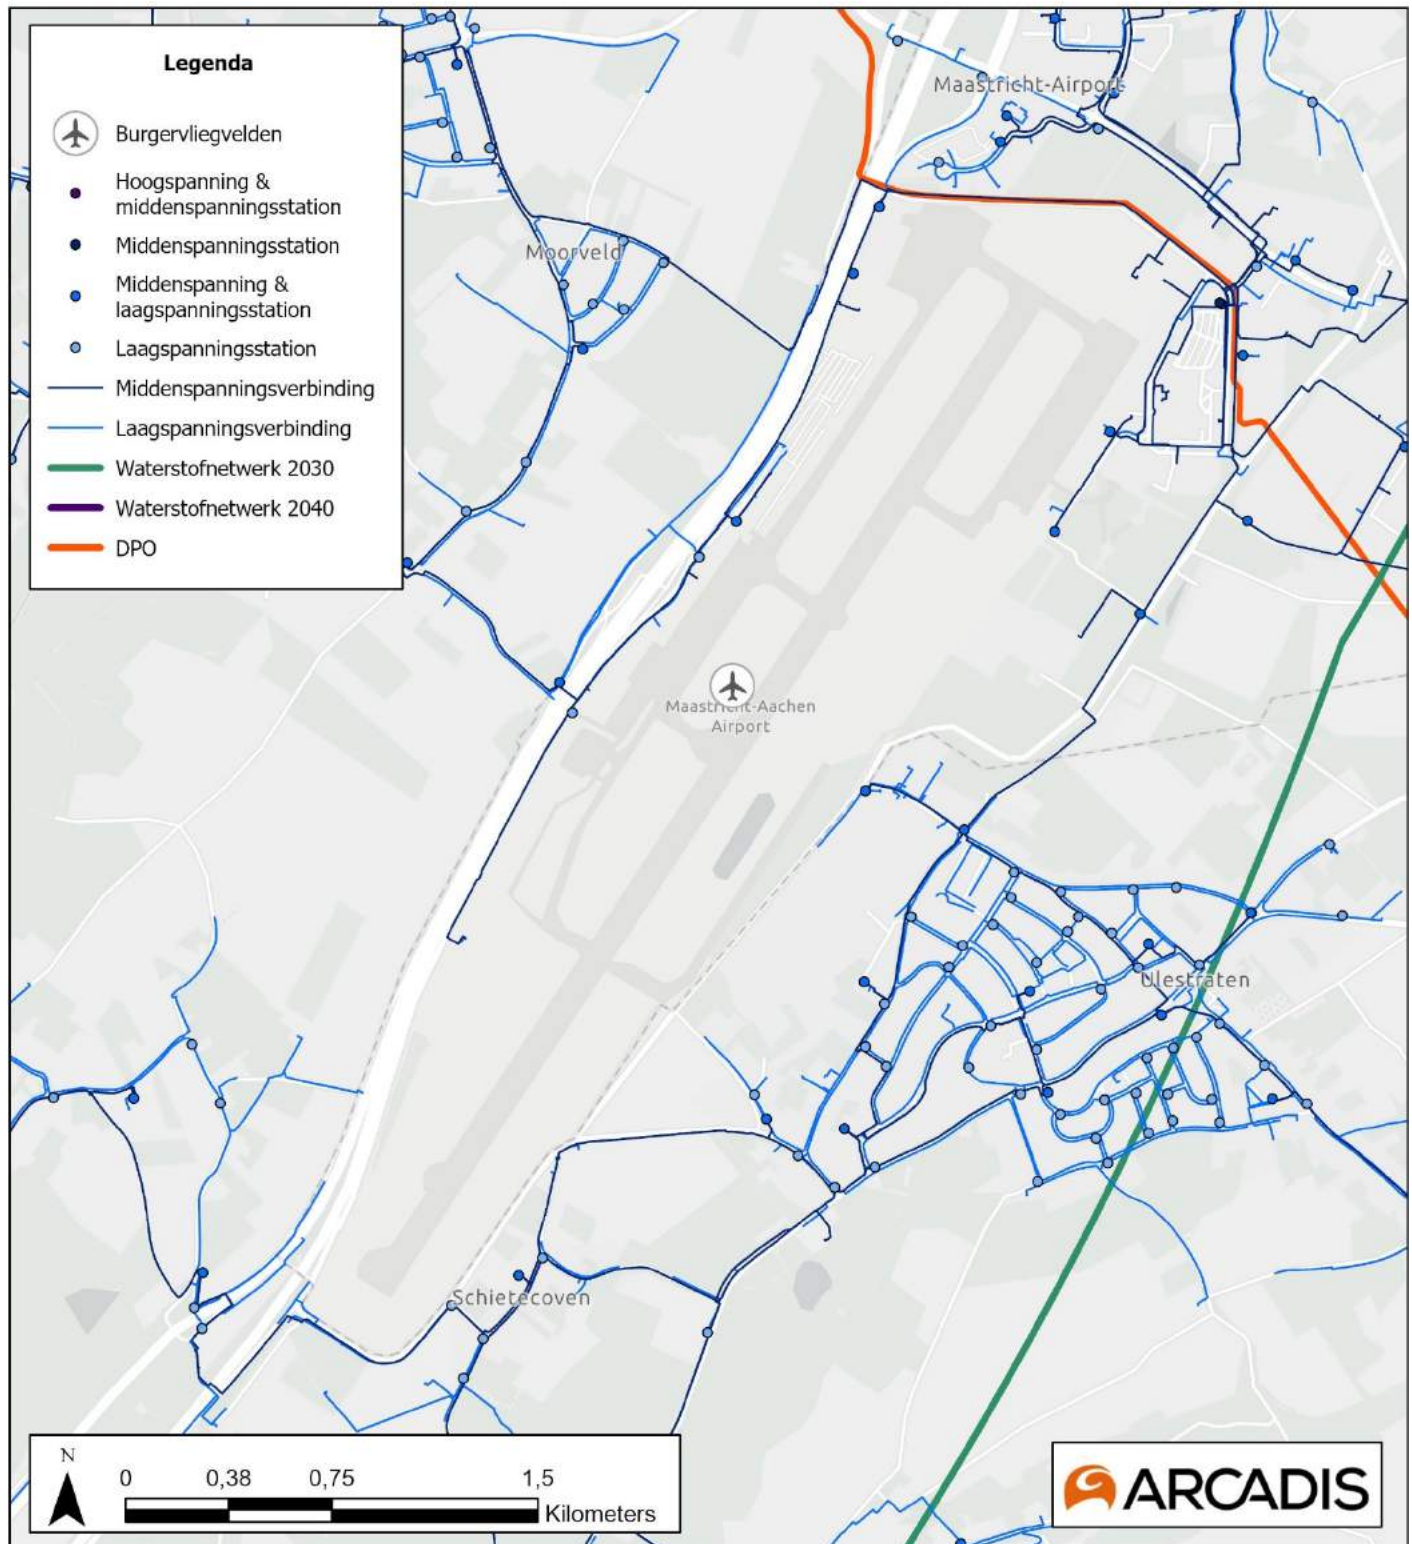 Legenda
Burgervliegvelden
Hoogspanning &
middenspanningsstation
Middenspanningsstation
Middenspanning &
laagspanningsstation
Laagspanningsstation
Middenspanningsverbinding
Laagspanningsverbinding
Waterstofnetwerk 2030
Waterstofnetwerk 2040
DPO
Maastricht-Airport
Moorveld
Maastricht-Aachen
Airport
Ulestraten
Schietecoven
N
0 0,38 0,75 1,5
Kilometers
ARCADIS